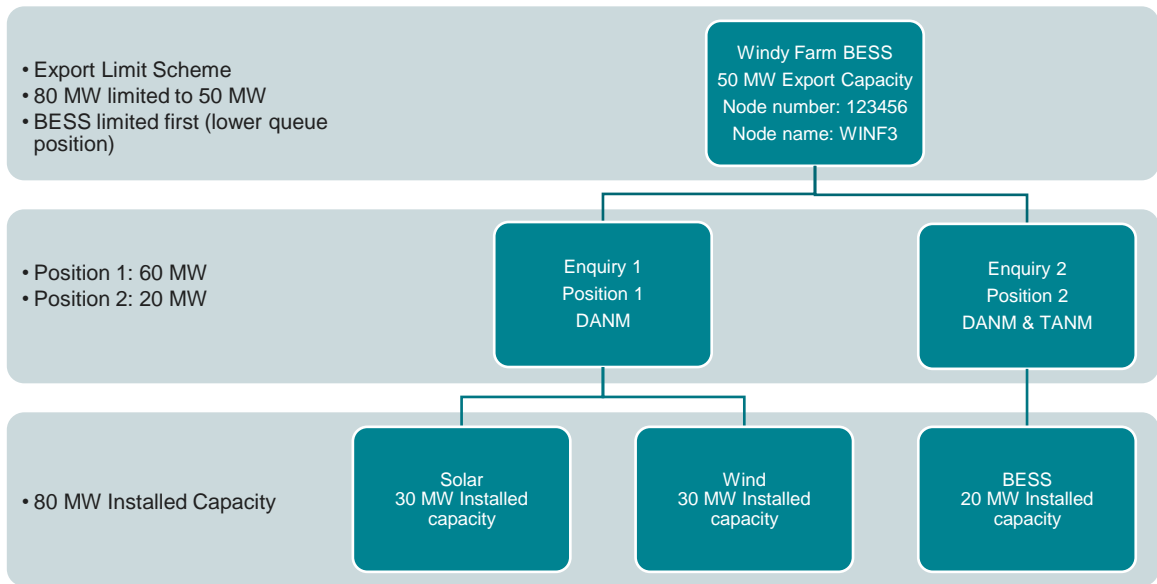 • Export Limit Scheme
• 80 MW limited to 50 MW
• BESS limited first (lower queue
position)
Windy Farm BESS
50 MW Export Capacity
Node number: 123456
Node name: WINF3
• Position 1: 60 MW
• Position 2: 20 MW
Enquiry 1
Position 1
DANM
Enquiry 2
Position 2
DANM & TANM
• 80 MW Installed Capacity
Solar
30 MW Installed
capacity
Wind
30 MW Installed
capacity
BESS
20 MW Installed
capacity